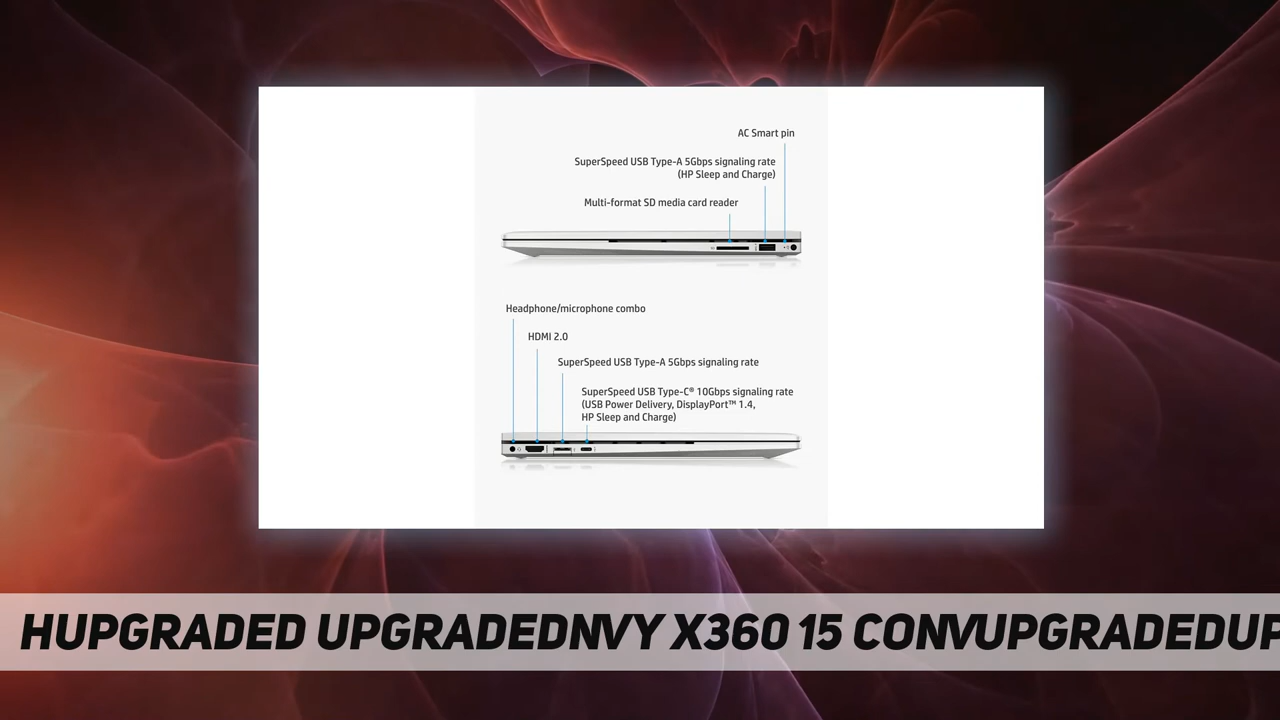 AC Smart pin
SuperSpeed USB Type-A 5Gbps signaling rate
(HP Sleep and Charge)
Multi-format SD media card reader
Headphone/microphone combo
HDMI 2.0
SuperSpeed USB Type-A 5Gbps signaling rate
SuperSpeed USB Type-C® 10Gbps signaling rate
(USB Power Delivery, DisplayPort™ 1.4,
HP Sleep and Charge)
HUPGRADED UPGRADEDNVY X360 15 CONVUPGRADEDUP